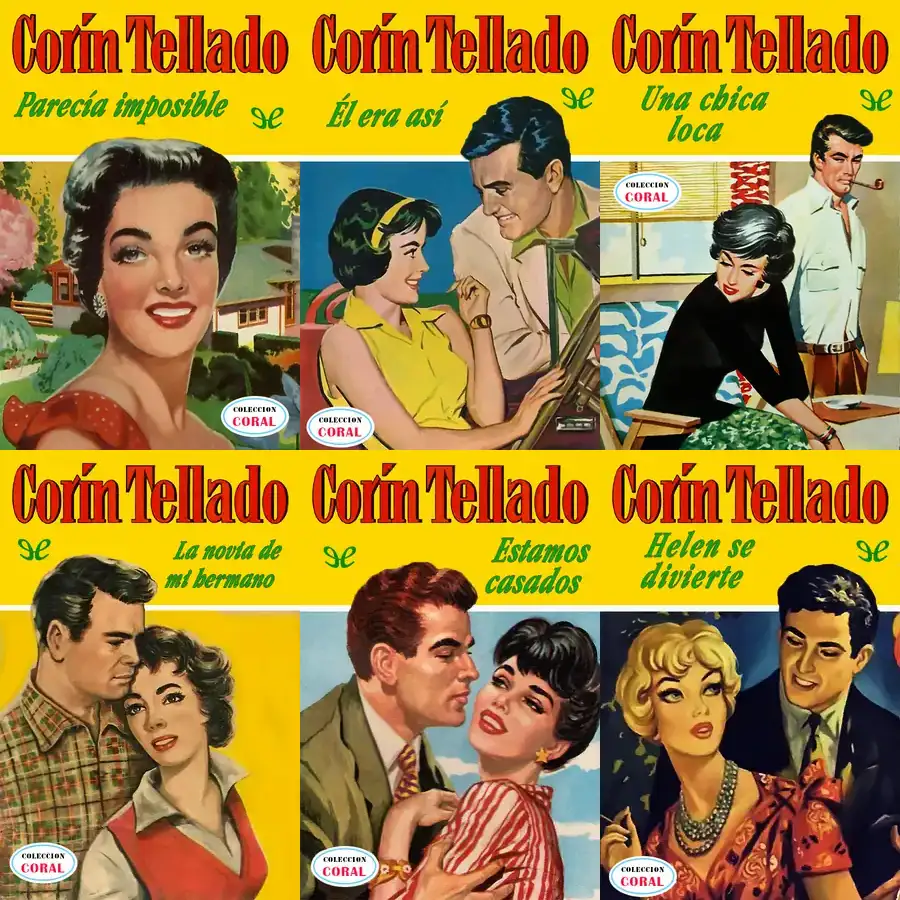 Corín Tellado
Parecía imposible
COLECCION
CORAL
Corín Tellado
Él era así
COLECCION
CORAL
Corín Tellado
Una chica
loca
COLECCION
CORAL
Corín Tellado
La novia de
mi hermano
COLECCION
CORAL
Corín Tellado
Estamos
casados
COLECCION
CORAL
Corín Tellado
Helen se
divierte
COLECCION
CORAL